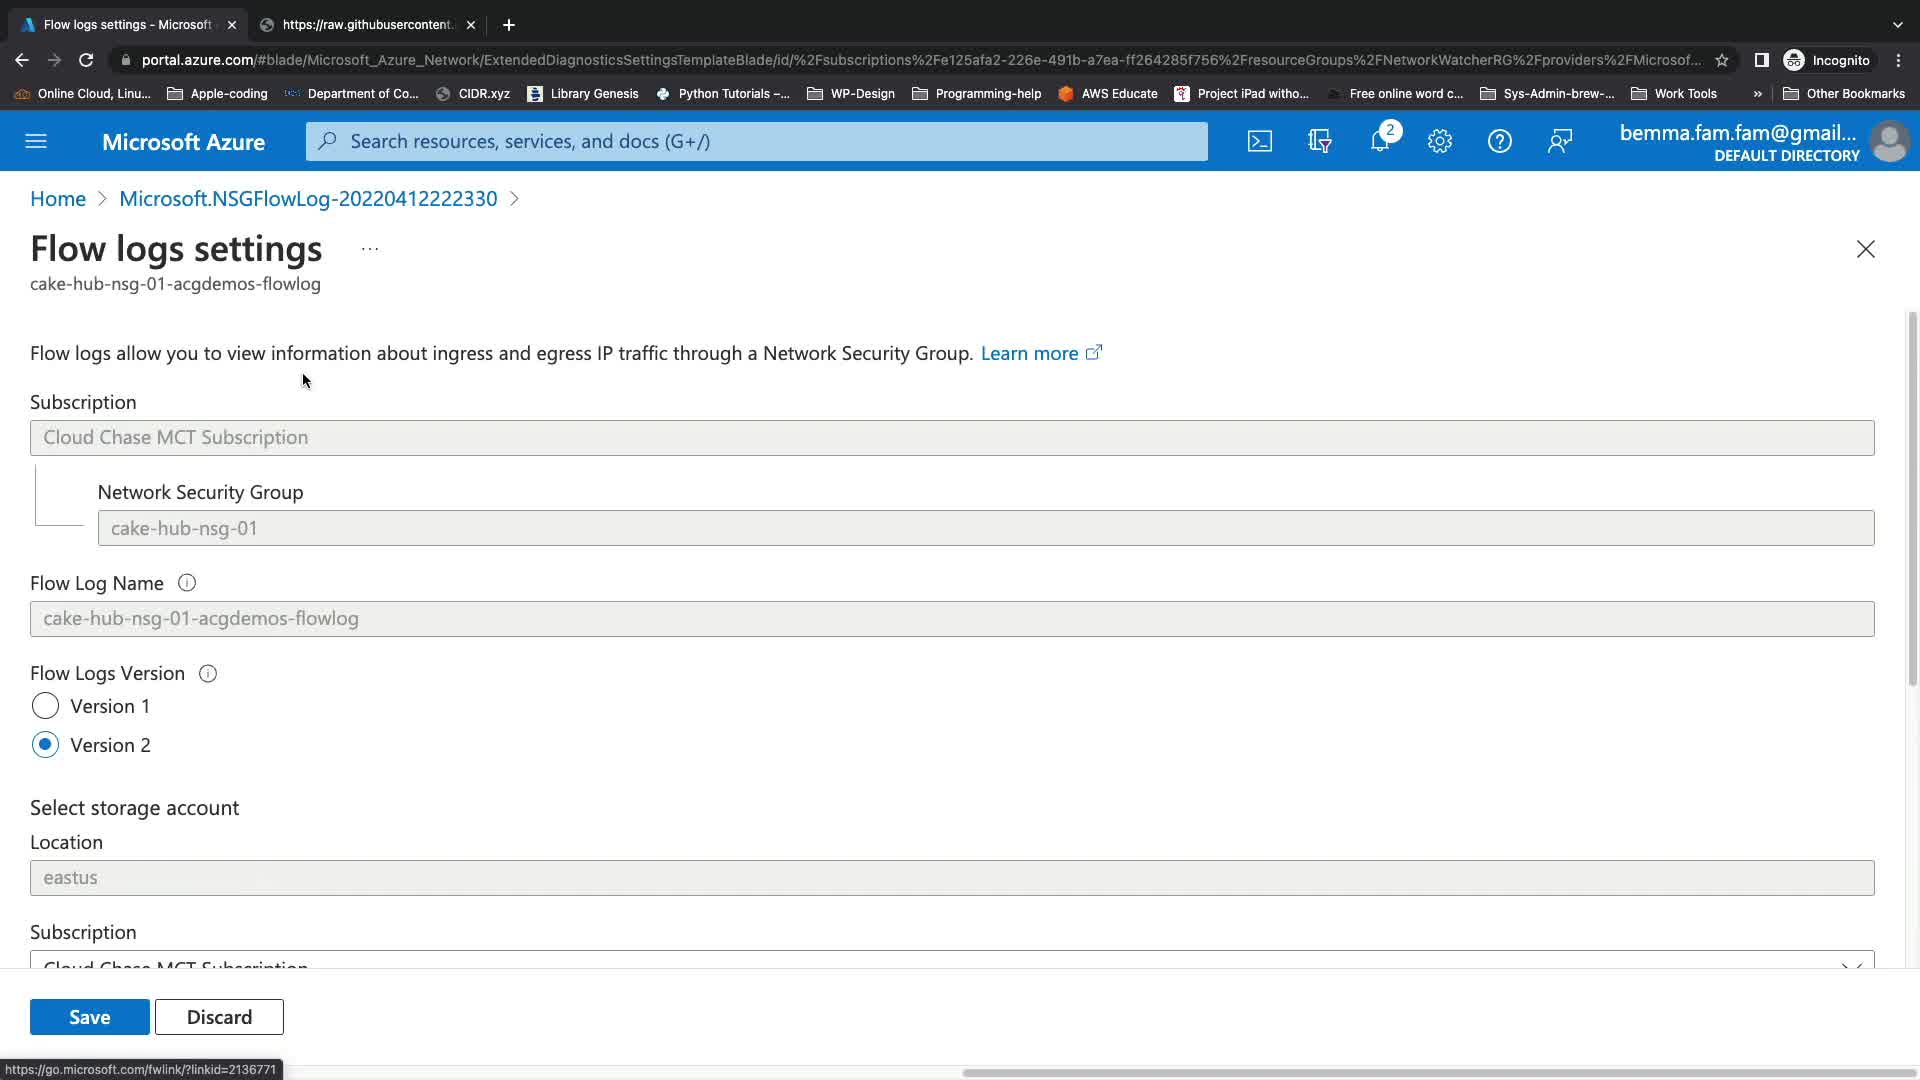 Flow logs settings - Microsoft
https://raw.githubusercontent.
portal.azure.com/#blade/Microsoft_Azure_Network/ExtendedDiagnosticsSettingsTemplateBlade/id/%2Fsubscriptions%2Fe125afa2-226e-491b-a7ea-ff264285f756%2FresourceGroups%2FNetworkWatcherRG%2Fproviders%2FMicrosof...
Incognito
Online Cloud, Linu...
Apple-coding
Department of Co...
CIDR.xyz
Library Genesis
Python Tutorials –...
WP-Design
Programming-help
AWS Educate
Project iPad witho...
Free online word c...
Sys-Admin-brew-...
Work Tools
»
Other Bookmarks
Microsoft Azure
Search resources, services, and docs (G+/)
2
bemma.fam.fam@gmail...
DEFAULT DIRECTORY
Home > Microsoft.NSGFlowLog-20220412222330 >
Flow logs settings ...
cake-hub-nsg-01-acgdemos-flowlog
Flow logs allow you to view information about ingress and egress IP traffic through a Network Security Group. Learn more
Subscription
Cloud Chase MCT Subscription
Network Security Group
cake-hub-nsg-01
Flow Log Name
cake-hub-nsg-01-acgdemos-flowlog
Flow Logs Version
Version 1
Version 2
Select storage account
Location
eastus
Subscription
Cloud Chase MCT Subscription
Save
Discard
https://go.microsoft.com/fwlink/?linkid=2136771